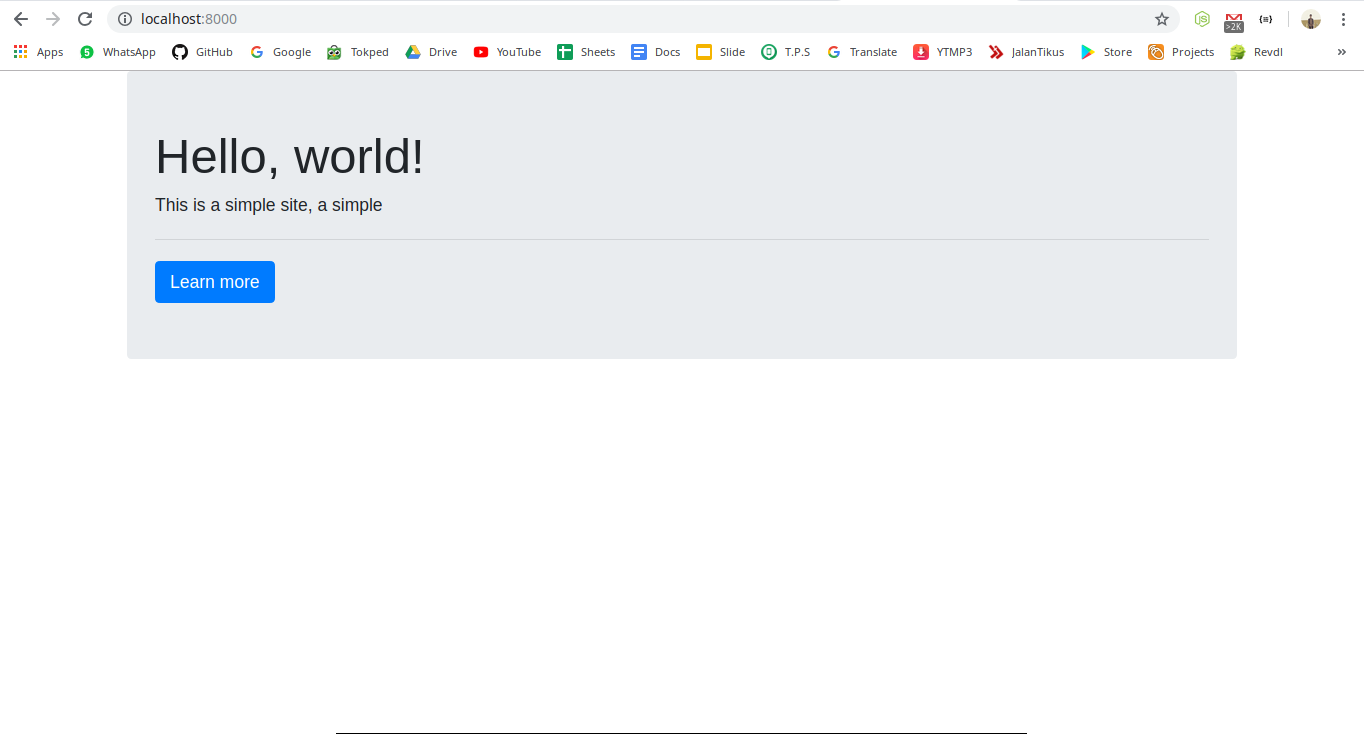 localhost:8000
>2K
Apps 5 WhatsApp GitHub Google Tokped Drive YouTube Sheets Docs Slide T.P.S Translate YTMP3 JalanTikus Store Projects Revdl »
Hello, world!
This is a simple site, a simple
Learn more